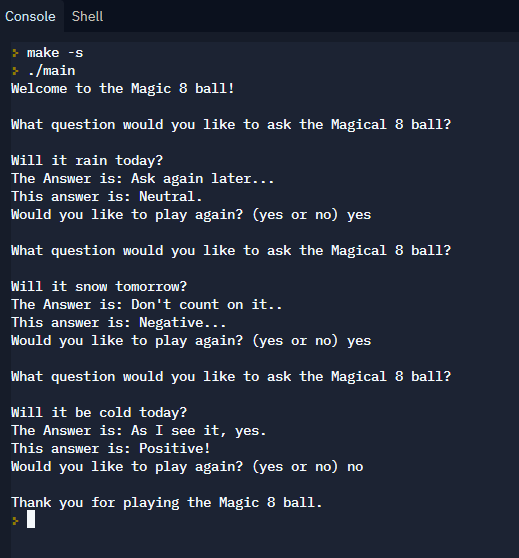 Console Shell
make -s
./main
Welcome to the Magic 8 ball!
What question would you like to ask the Magical 8 ball?
Will it rain today?
The Answer is: Ask again later...
This answer is: Neutral.
Would you like to play again? (yes or no) yes
What question would you like to ask the Magical 8 ball?
Will it snow tomorrow?
The Answer is: Don't count on it..
This answer is: Negative...
Would you like to play again? (yes or no) yes
What question would you like to ask the Magical 8 ball?
Will it be cold today?
The Answer is: As I see it, yes.
This answer is: Positive!
Would you like to play again? (yes or no) no
Thank you for playing the Magic 8 ball.